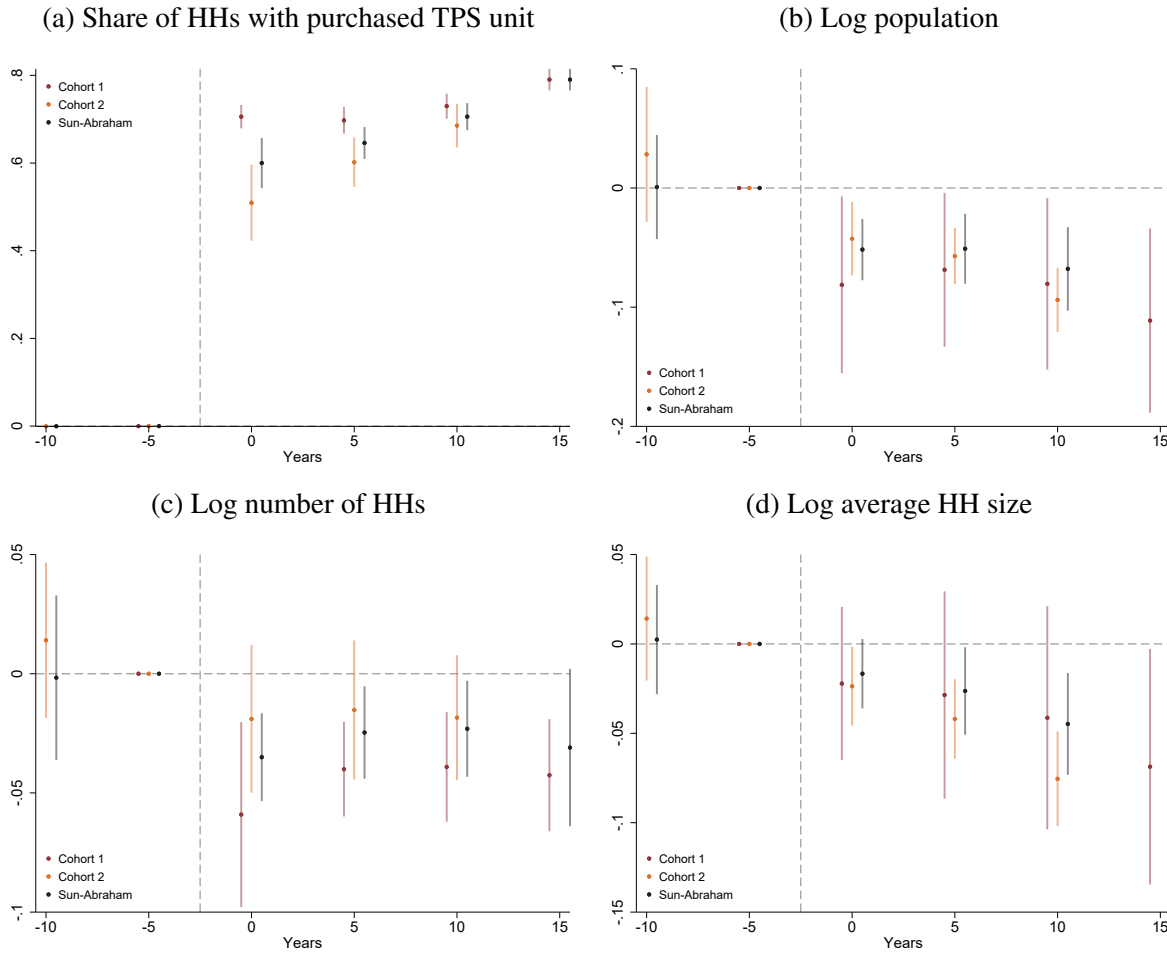 (a) Share of HHs with purchased TPS unit
.8
.6
.4
.2
0
Cohort 1
Cohort 2
Sun-Abraham
-10 -5 0 5 10 15
Years
(b) Log population
.1
0
-.1
-.2
Cohort 1
Cohort 2
Sun-Abraham
-10 -5 0 5 10 15
Years
(c) Log number of HHs
.05
0
-.05
-.1
Cohort 1
Cohort 2
Sun-Abraham
-10 -5 0 5 10 15
Years
(d) Log average HH size
.05
0
-.05
-.1
-.15
Cohort 1
Cohort 2
Sun-Abraham
-10 -5 0 5 10 15
Years